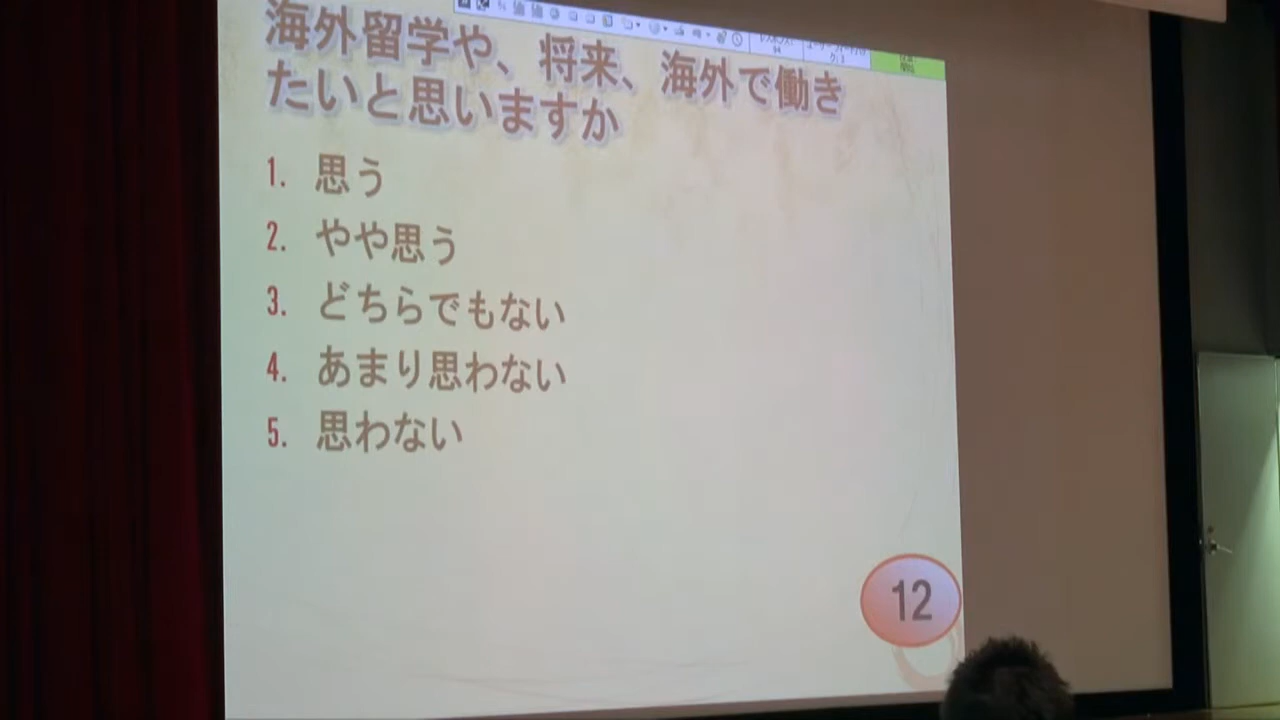 海外留学や、将来、海外で働き
たいと思いますか
1. 思う
2. やや思う
3. どちらでもない
4. あまり思わない
5. 思わない
12